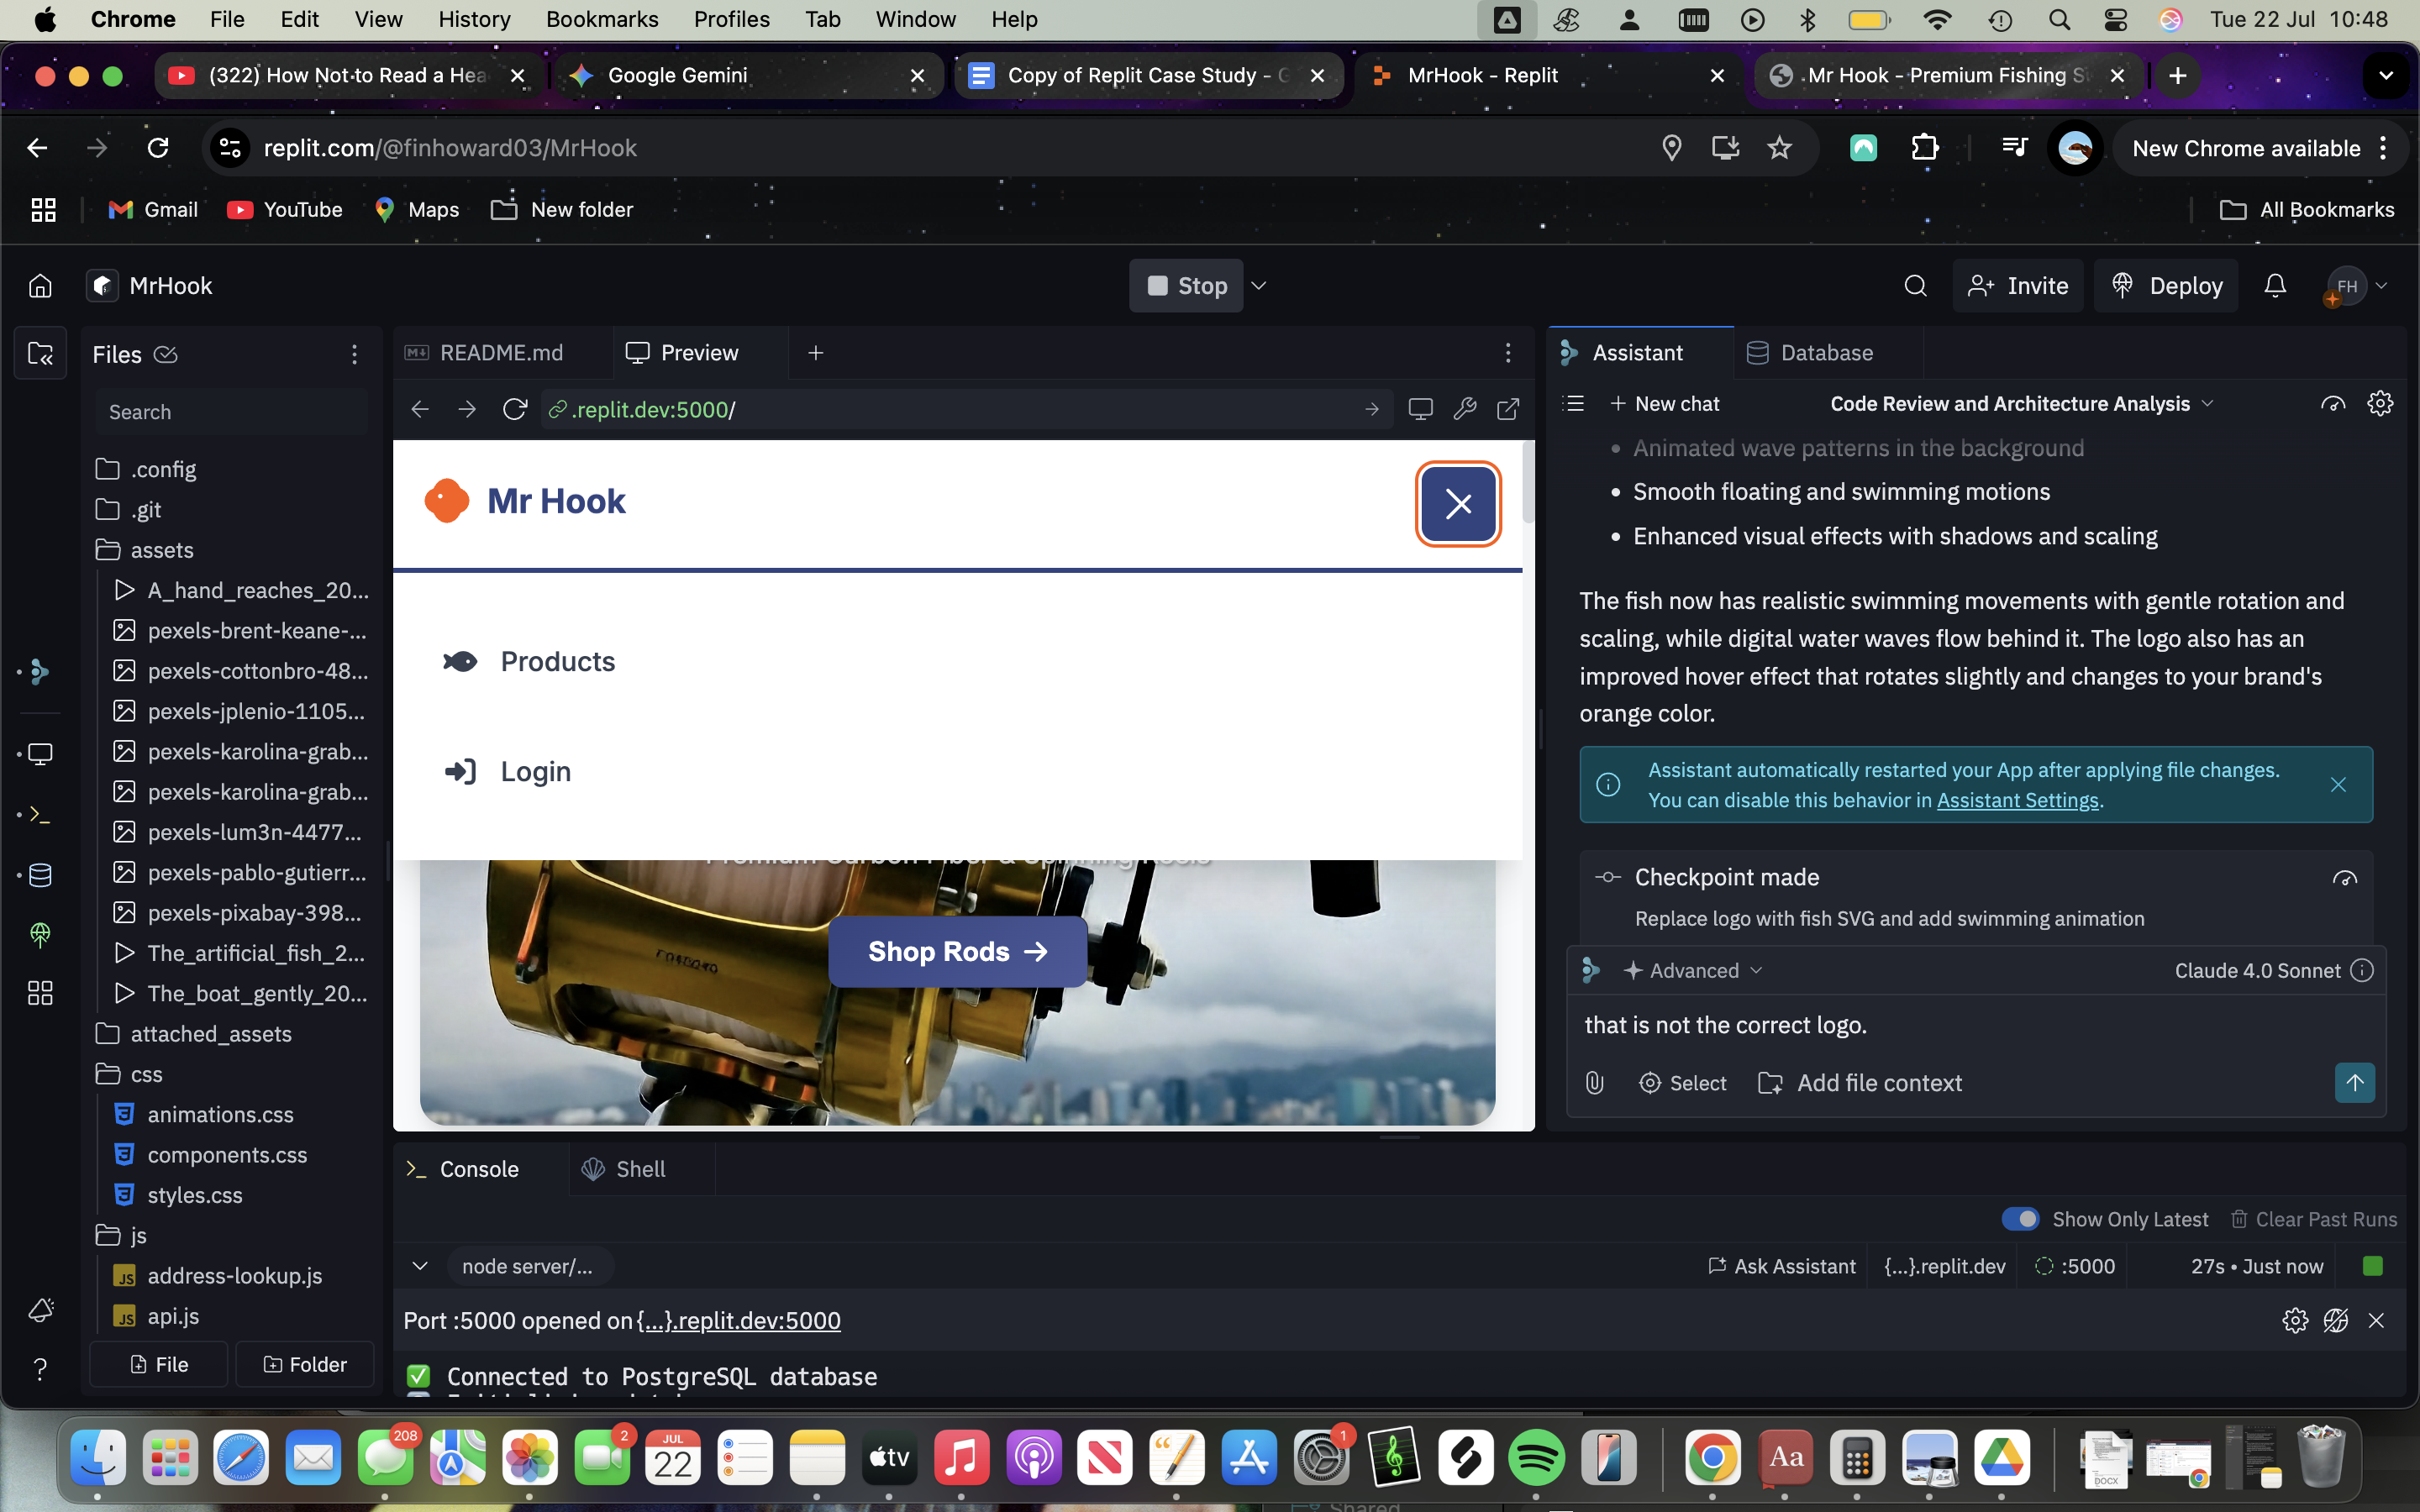 Chrome File Edit View History Bookmarks Profiles Tab Window Help
Tue 22 Jul 10:48
(322) How Not to Read a Hea
Google Gemini
Copy of Replit Case Study - G
MrHook - Replit
Mr Hook - Premium Fishing S
replit.com/@finhoward03/MrHook
New Chrome available
Gmail
YouTube
Maps
New folder
All Bookmarks
MrHook
Stop
Invite
Deploy
FH
Files
Search
.config
.git
assets
A_hand_reaches_20...
pexels-brent-keane-...
pexels-cottonbro-48...
pexels-jplenio-1105...
pexels-karolina-grab...
pexels-karolina-grab...
pexels-lum3n-4477...
pexels-pablo-gutierr...
pexels-pixabay-398...
The_artificial_fish_2...
The_boat_gently_20...
attached_assets
css
animations.css
components.css
styles.css
js
JS address-lookup.js
JS api.js
File
Folder
README.md
Preview
.replit.dev:5000/
Mr Hook
Products
Login
Premium Carbon Fiber & Spinning Reels
Shop Rods →
Assistant
Database
New chat
Code Review and Architecture Analysis
• Animated wave patterns in the background
• Smooth floating and swimming motions
• Enhanced visual effects with shadows and scaling
The fish now has realistic swimming movements with gentle rotation and
scaling, while digital water waves flow behind it. The logo also has an
improved hover effect that rotates slightly and changes to your brand's
orange color.
Assistant automatically restarted your App after applying file changes.
You can disable this behavior in Assistant Settings.
Checkpoint made
Replace logo with fish SVG and add swimming animation
Advanced
Claude 4.0 Sonnet
that is not the correct logo.
Select
Add file context
Console
Shell
Show Only Latest
Clear Past Runs
node server/...
Ask Assistant
{...}.replit.dev
:5000
27s • Just now
Port :5000 opened on {...}.replit.dev:5000
✅ Connected to PostgreSQL database
208
2
JUL
22
tv
1
Aa
DOCX